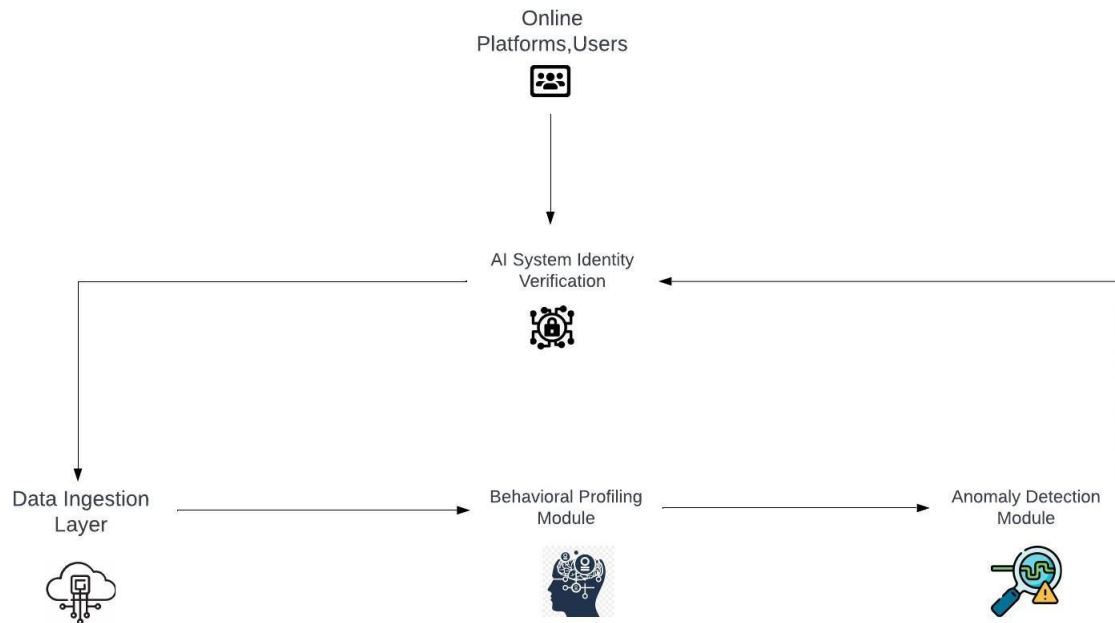 Online
Platforms,Users
AI System Identity
Verification
Data Ingestion
Layer
Behavioral Profiling
Module
Anomaly Detection
Module